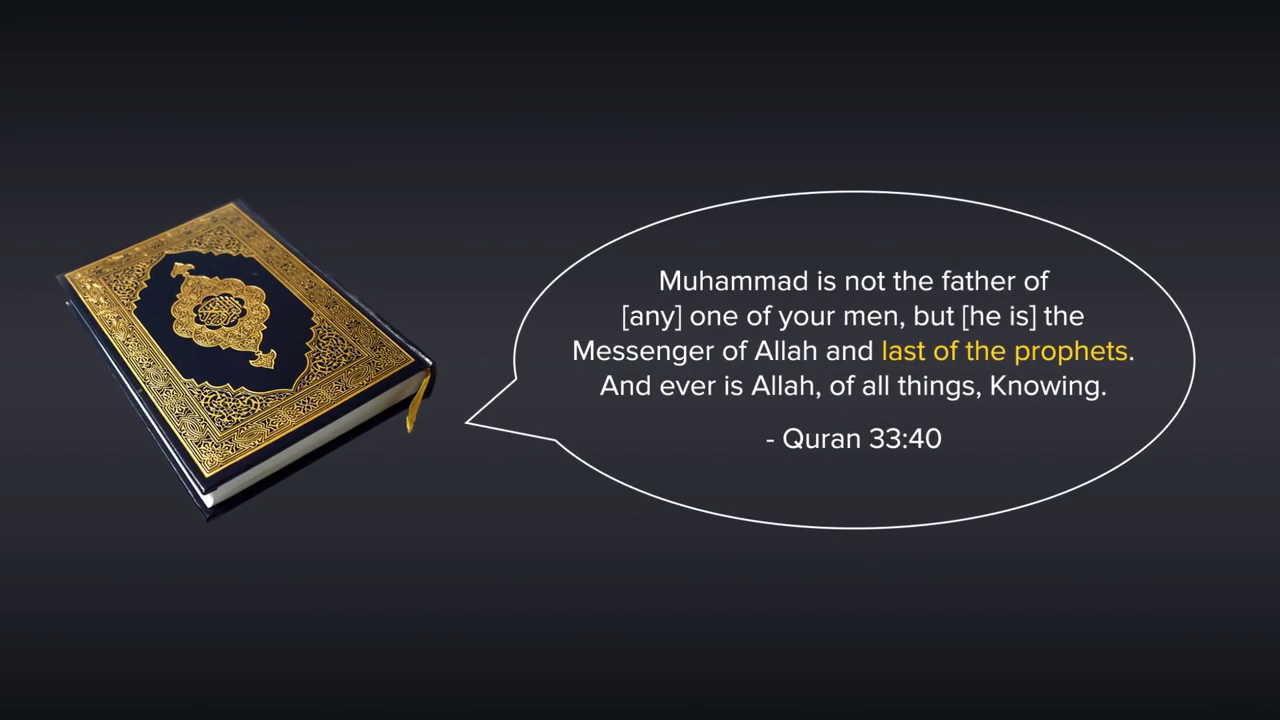 Muhammad is not the father of
[any] one of your men, but [he is] the
Messenger of Allah and last of the prophets.
And ever is Allah, of all things, Knowing.
- Quran 33:40